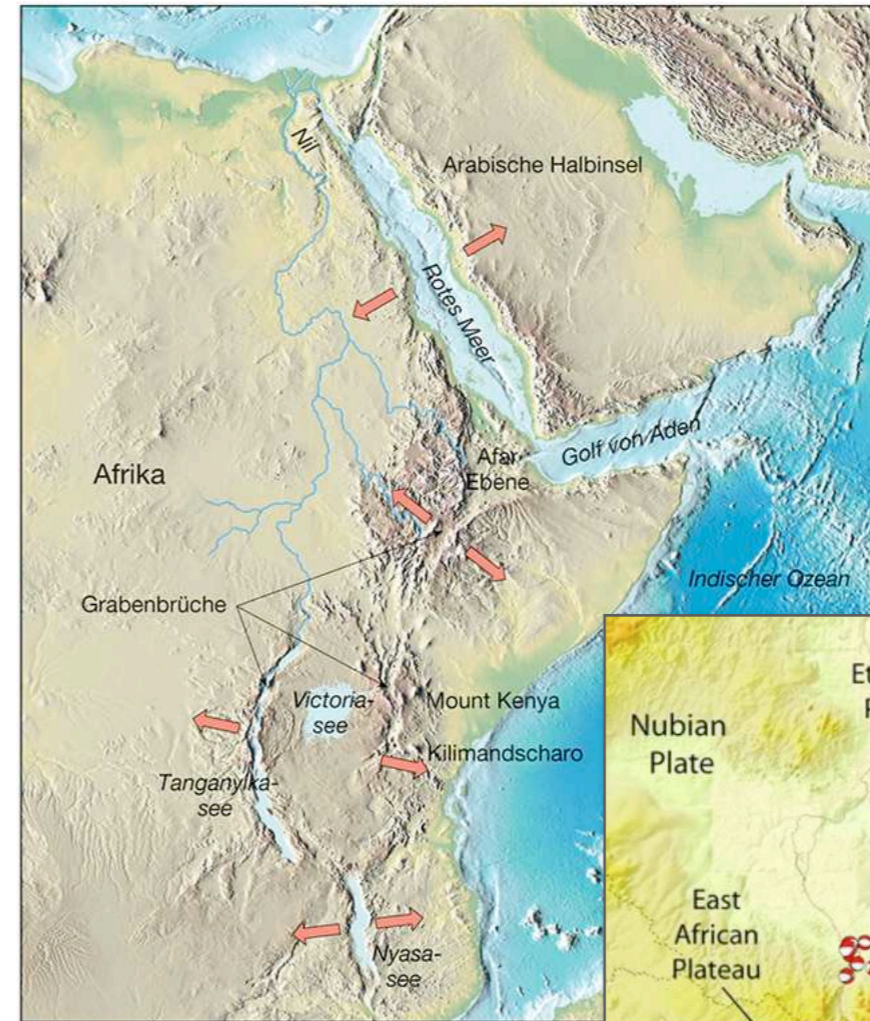 Nil
Arabische Halbinsel
Rotes Meer
Golf von Aden
Afar
Ebene
Afrika
Indischer Ozean
Grabenbrüche
Victoria-
see
Mount Kenya
Kilimandscharo
Tanganyika-
see
Nyasa-
see
Nubian
Plate
East
African
Plateau